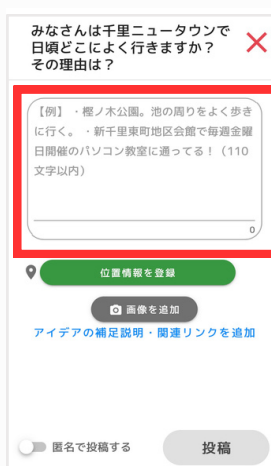 みなさんは千里ニュータウンで
日頃どこによく行きますか？
その理由は？
【例】 ・樫ノ木公園。池の周りをよく歩き
に行く。 ・新千里東町地区会館で毎週金曜
日開催のパソコン教室に通ってる！（110
文字以内）
0
位置情報を登録
画像を追加
アイデアの補足説明・関連リンクを追加
匿名で投稿する
投稿